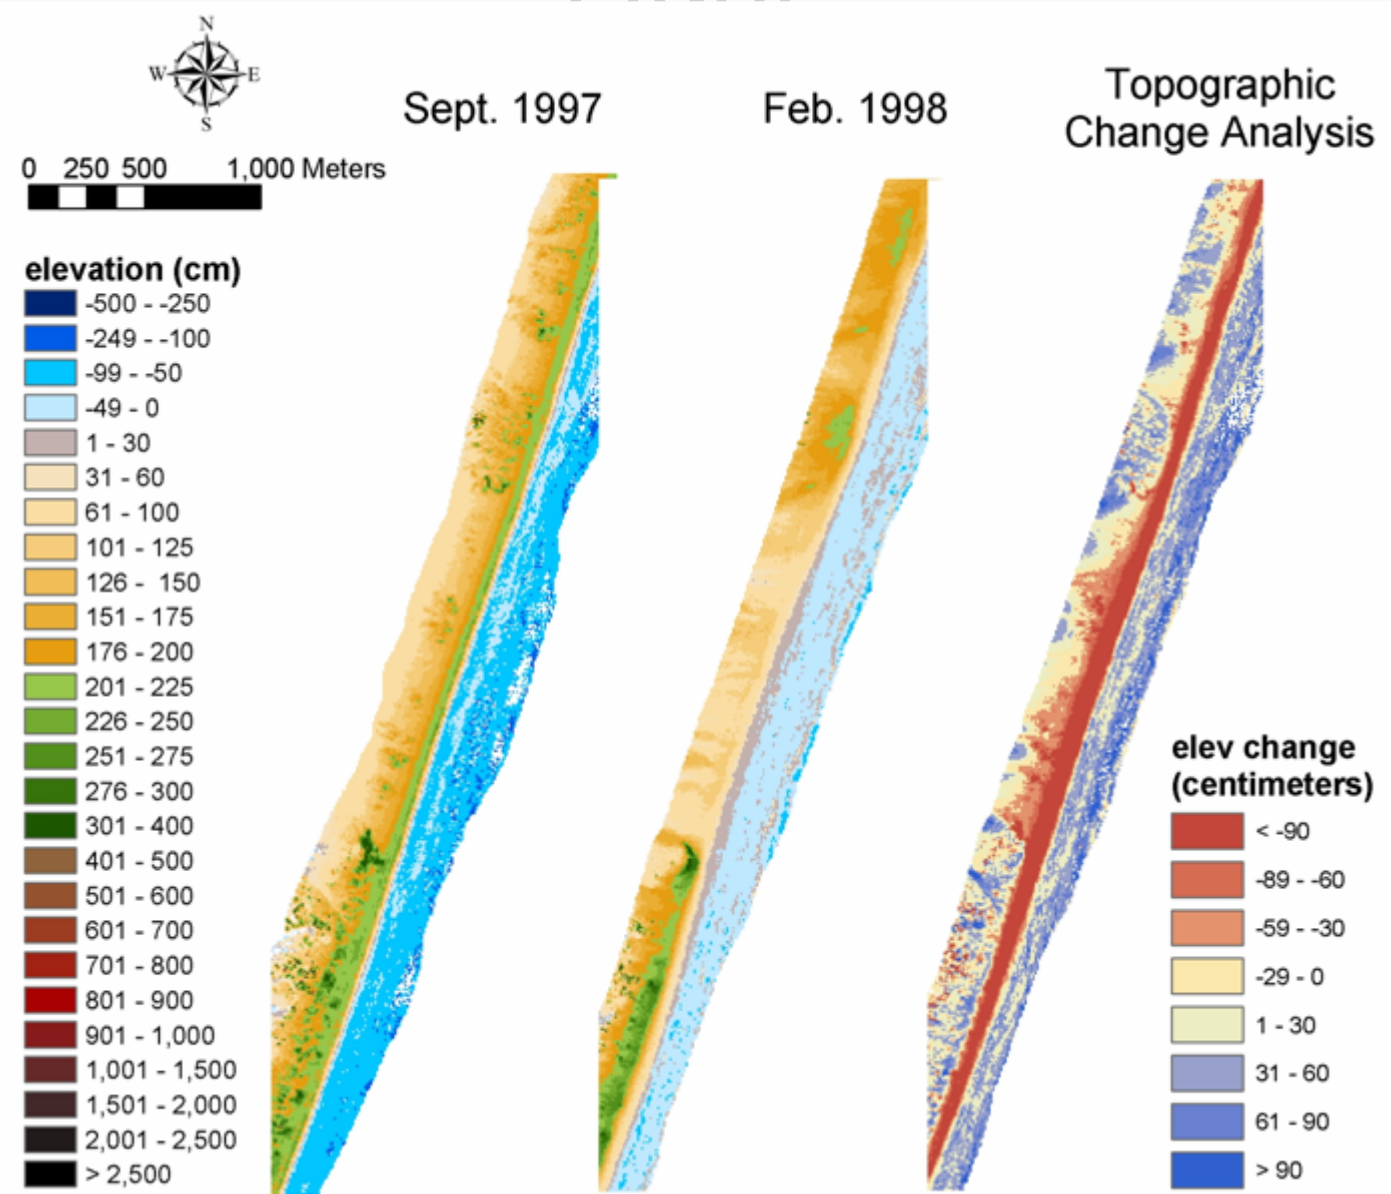 N
W E
S
Sept. 1997
Feb. 1998
Topographic
Change Analysis
0 250 500 1,000 Meters
elevation (cm)
-500 - -250
-249 - -100
-99 - -50
-49 - 0
1 - 30
31 - 60
61 - 100
101 - 125
126 - 150
151 - 175
176 - 200
201 - 225
226 - 250
251 - 275
276 - 300
301 - 400
401 - 500
501 - 600
601 - 700
701 - 800
801 - 900
901 - 1,000
1,001 - 1,500
1,501 - 2,000
2,001 - 2,500
> 2,500
elev change
(centimeters)
< -90
-89 - -60
-59 - -30
-29 - 0
1 - 30
31 - 60
61 - 90
> 90